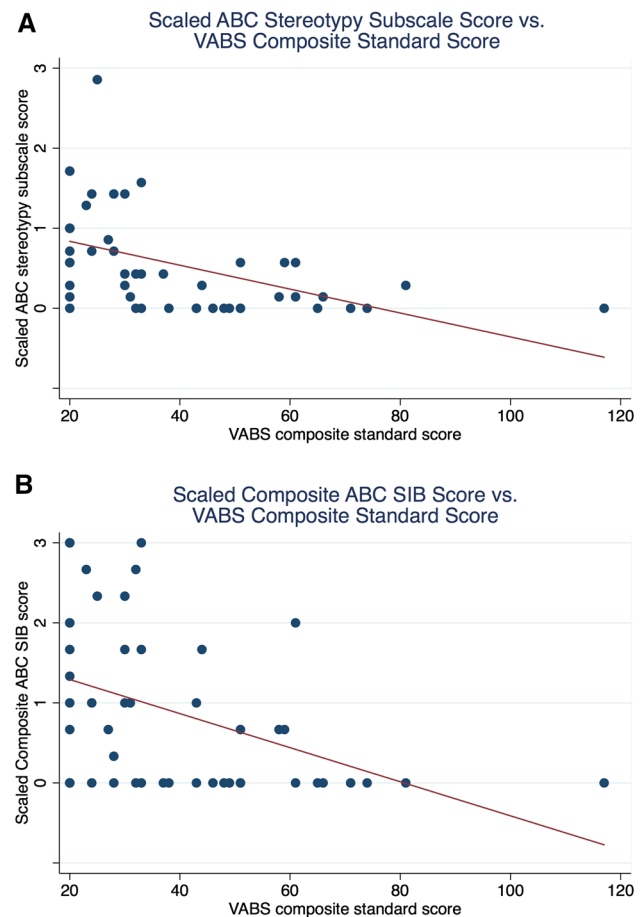 A
Scaled ABC Stereotypy Subscale Score vs.
VABS Composite Standard Score
Scaled ABC stereotypy subscale score
3
2
1
0
20 40 60 80 100 120
VABS composite standard score
B
Scaled Composite ABC SIB Score vs.
VABS Composite Standard Score
Scaled Composite ABC SIB score
3
2
1
0
20 40 60 80 100 120
VABS composite standard score